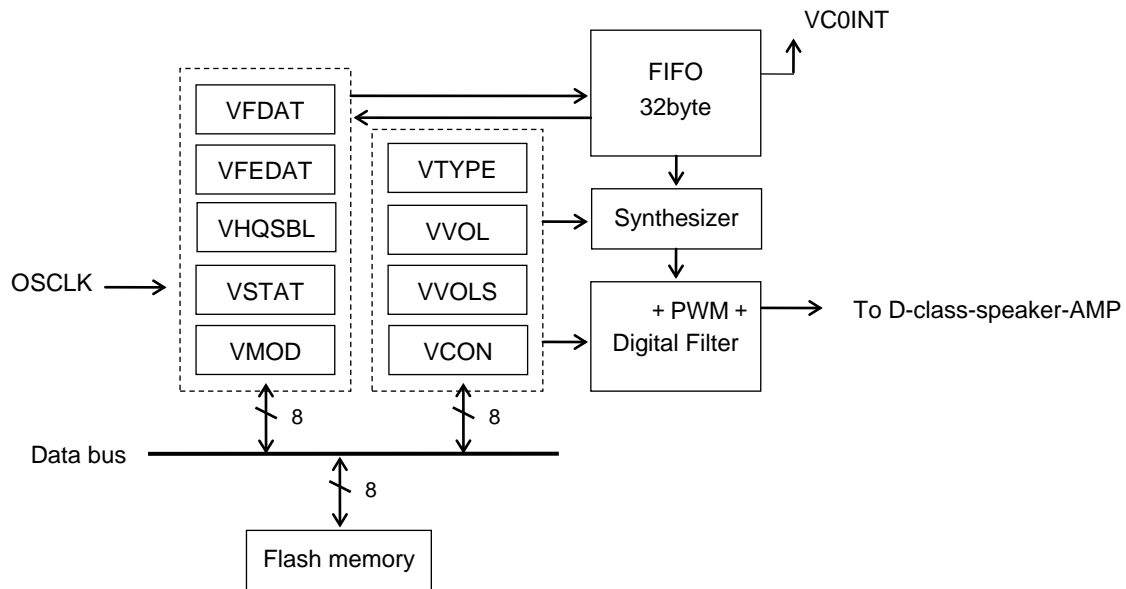 VC0INT
FIFO
32byte
VFDAT
VFEDAT
VHQSBL
VSTAT
VMOD
VTYPE
VVOL
VVOLS
VCON
Synthesizer
+ PWM +
Digital Filter
OSCLK
To D-class-speaker-AMP
8
8
Data bus
8
Flash memory